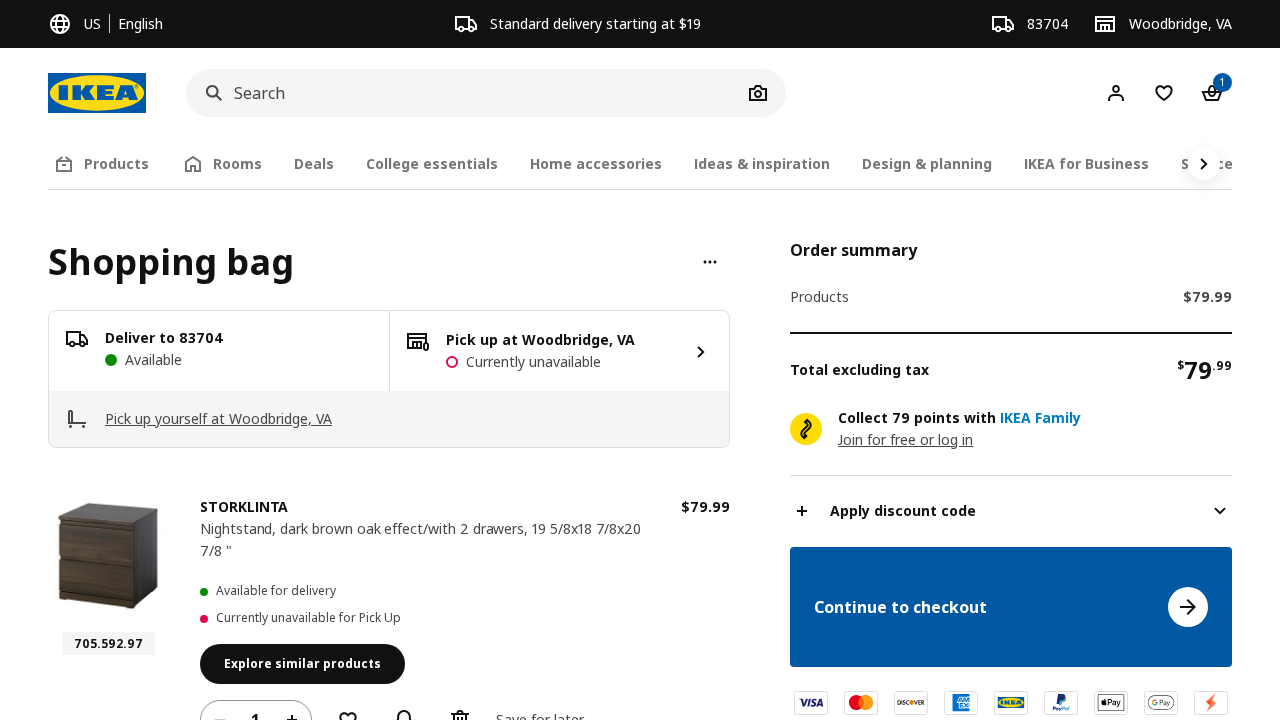 US English
Standard delivery starting at $19
83704
Woodbridge, VA
IKEA
Search
1
Products
Rooms
Deals
College essentials
Home accessories
Ideas & inspiration
Design & planning
IKEA for Business
Shopping bag
Deliver to 83704
Available
Pick up at Woodbridge, VA
Currently unavailable
Pick up yourself at Woodbridge, VA
STORKLINTA
$79.99
Nightstand, dark brown oak effect/with 2 drawers, 19 5/8x18 7/8x20
7/8 "
Available for delivery
Currently unavailable for Pick Up
705.592.97
Explore similar products
1
Save for later
Order summary
Products $79.99
Total excluding tax $79.99
Collect 79 points with IKEA Family
Join for free or log in
Apply discount code
Continue to checkout
VISA
mastercard
DISCOVER
AM EX
IKEA
PayPal
Pay
G Pay